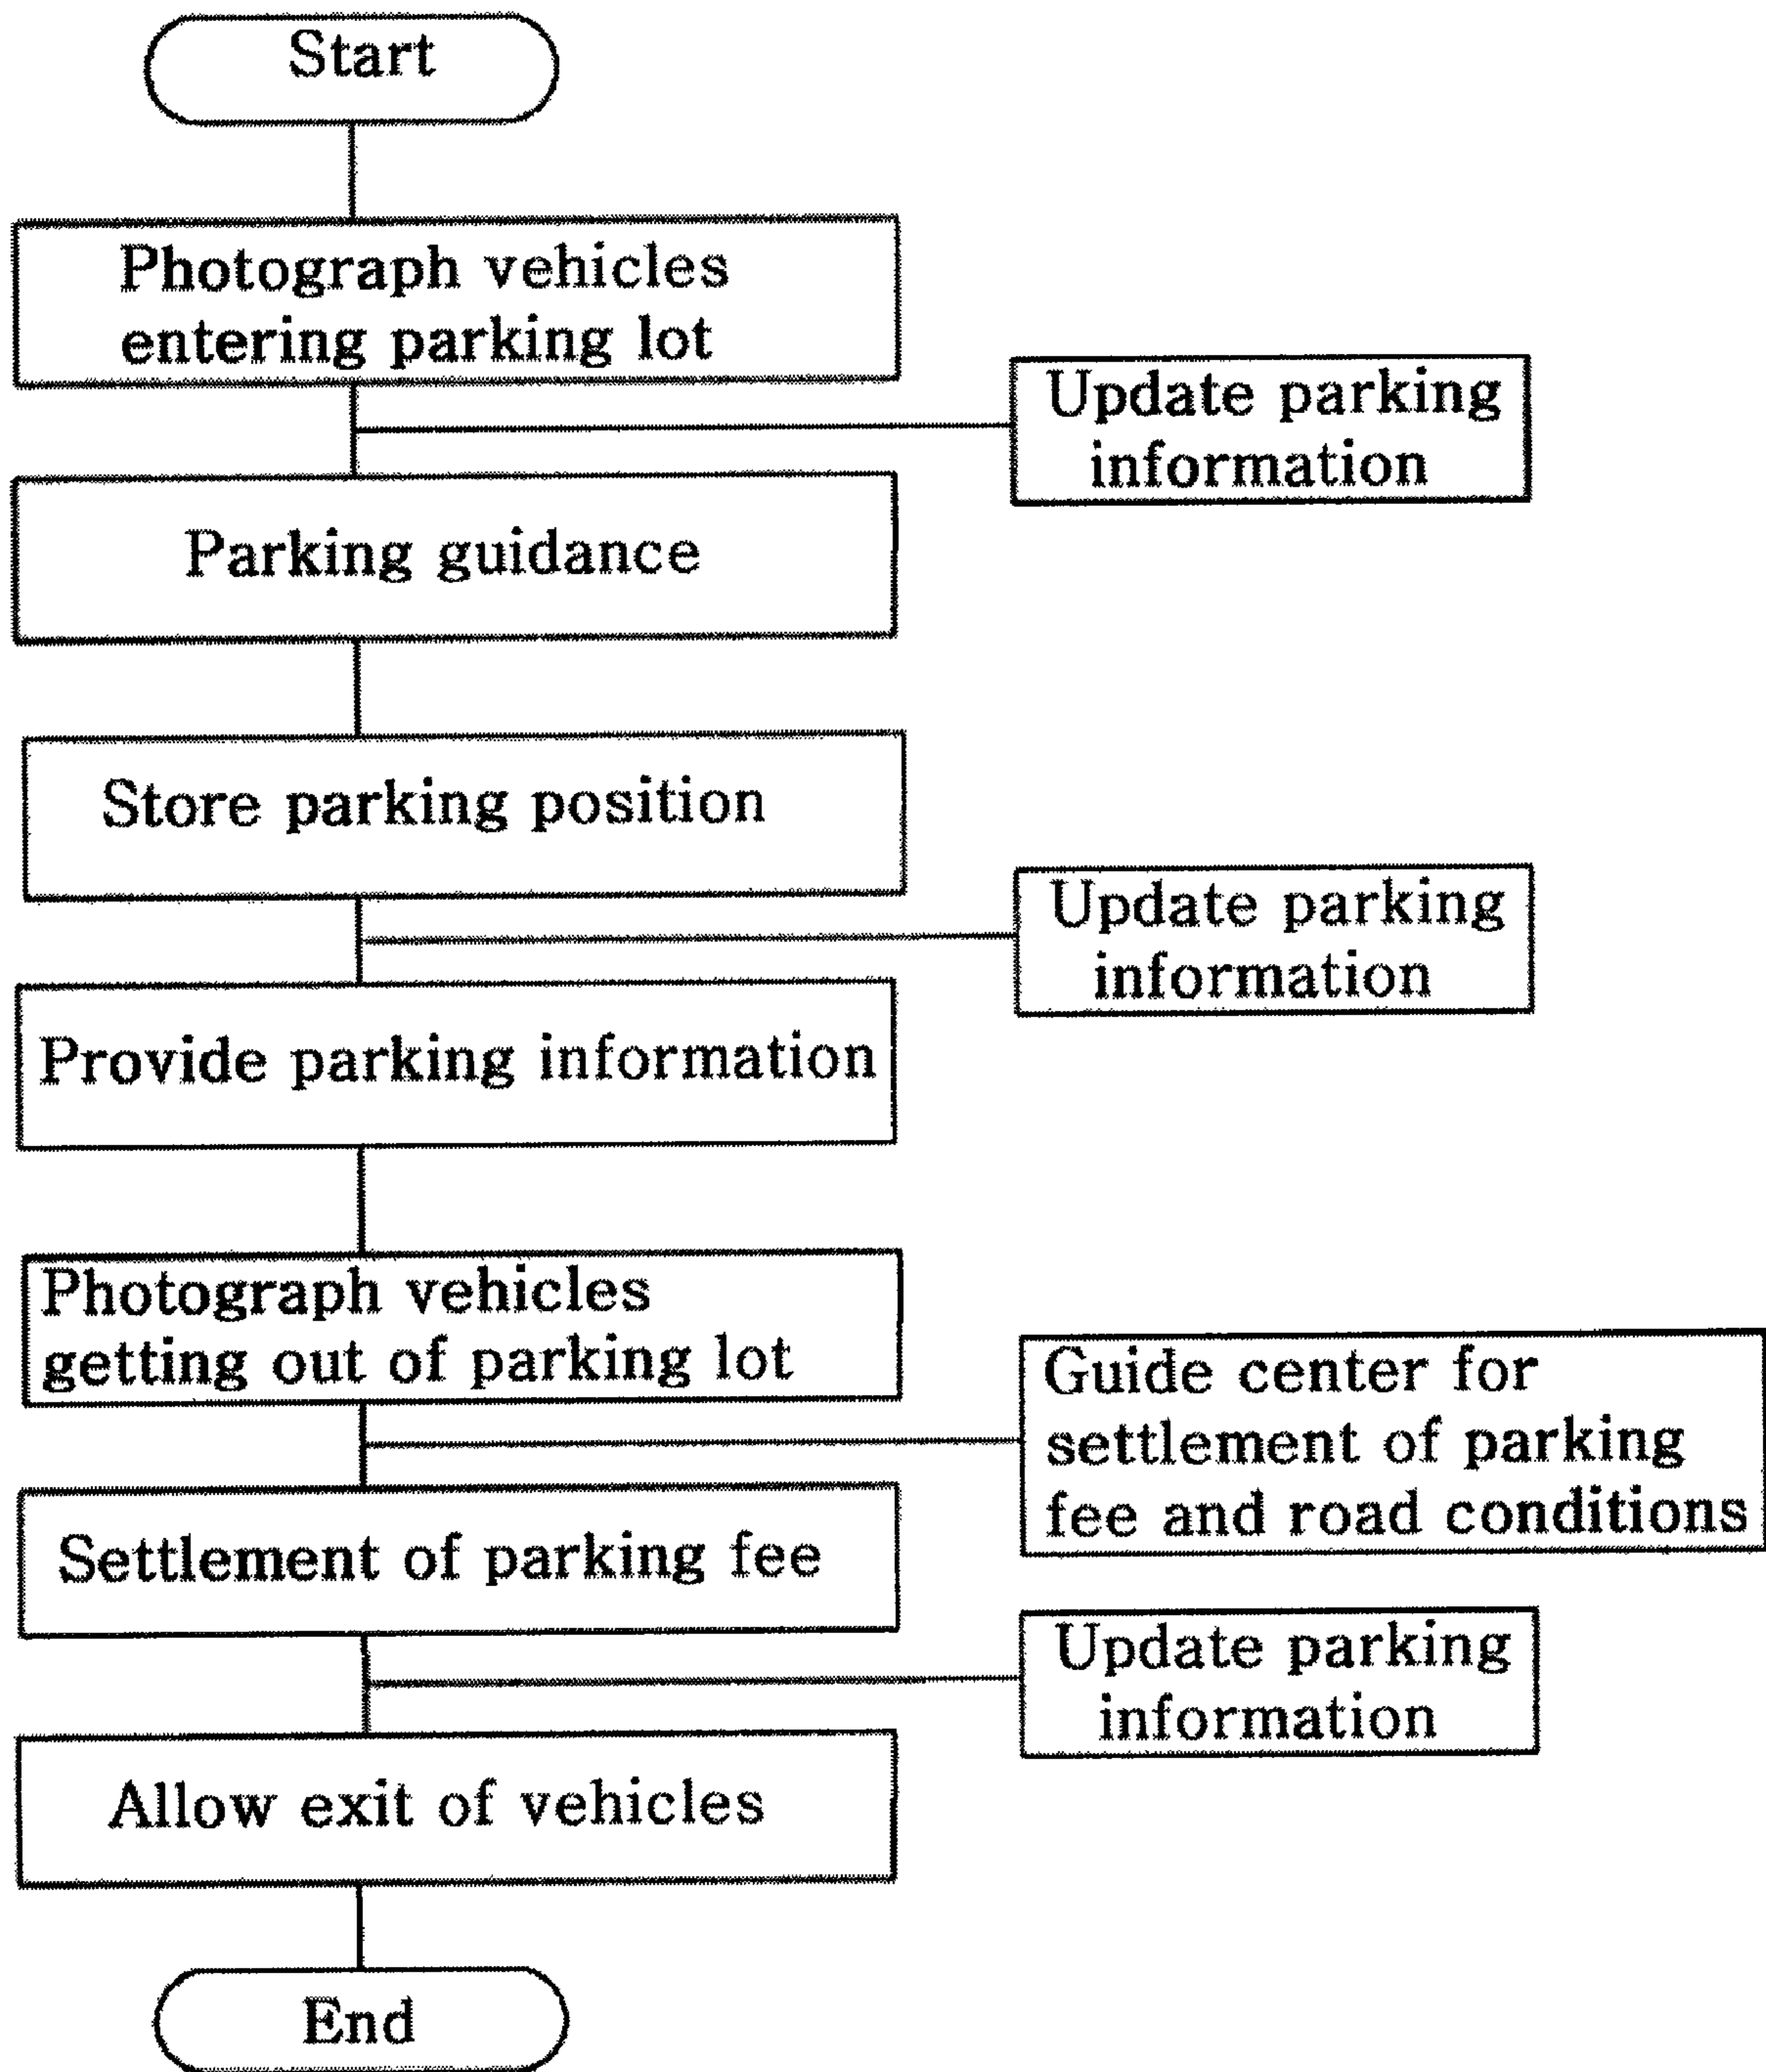 Start
Photograph vehicles
entering parking lot
Update parking
information
Parking guidance
Store parking position
Update parking
information
Provide parking information
Photograph vehicles
getting out of parking lot
Guide center for
settlement of parking
fee and road conditions
Settlement of parking fee
Update parking
information
Allow exit of vehicles
End